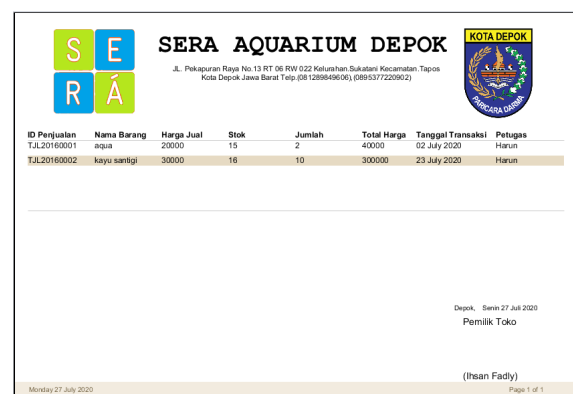 S E
R Á
SERA AQUARIUM DEPOK
JL. Pekapuran Raya No.13 RT 06 RW 022 Kelurahan.Sukatani Kecamatan.Tapos
Kota Depok Jawa Barat Telp.(081289849606),(0895377220902)
KOTA DEPOK
PARICARA DARMA
ID Penjualan Nama Barang Harga Jual Stok Jumlah Total Harga Tanggal Transaksi Petugas
TJL20160001 aqua 20000 15 2 40000 02 July 2020 Harun
TJL20160002 kayu santigi 30000 16 10 300000 23 July 2020 Harun
Depok, Senin 27 Juli 2020
Pemilik Toko
(Ihsan Fadly)
Monday 27 July 2020 Page 1 of 1